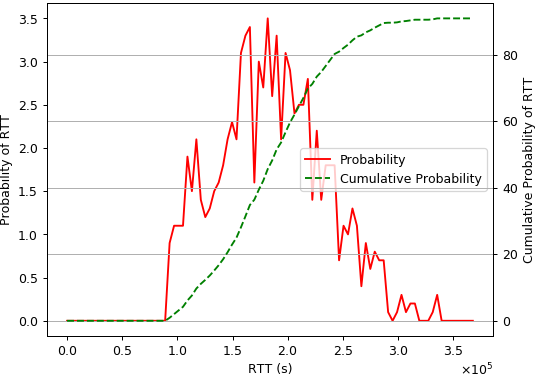 3.5
3.0
2.5
2.0
1.5
1.0
0.5
0.0
Probability of RTT
80
60
40
20
0
Cumulative Probability of RTT
Probability
Cumulative Probability
0.0 0.5 1.0 1.5 2.0 2.5 3.0 3.5
RTT (s)
×10⁵